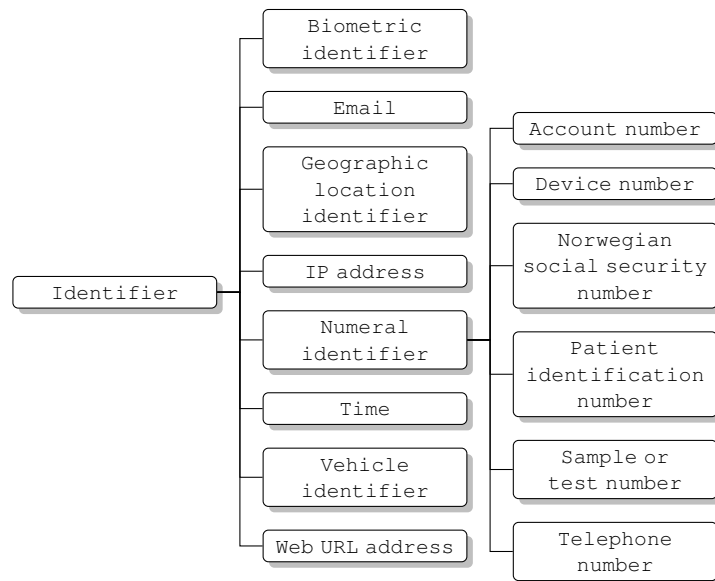 Identifier
Biometric
identifier
Email
Geographic
location
identifier
IP address
Numeral
identifier
Time
Vehicle
identifier
Web URL address
Account number
Device number
Norwegian
social security
number
Patient
identification
number
Sample or
test number
Telephone
number